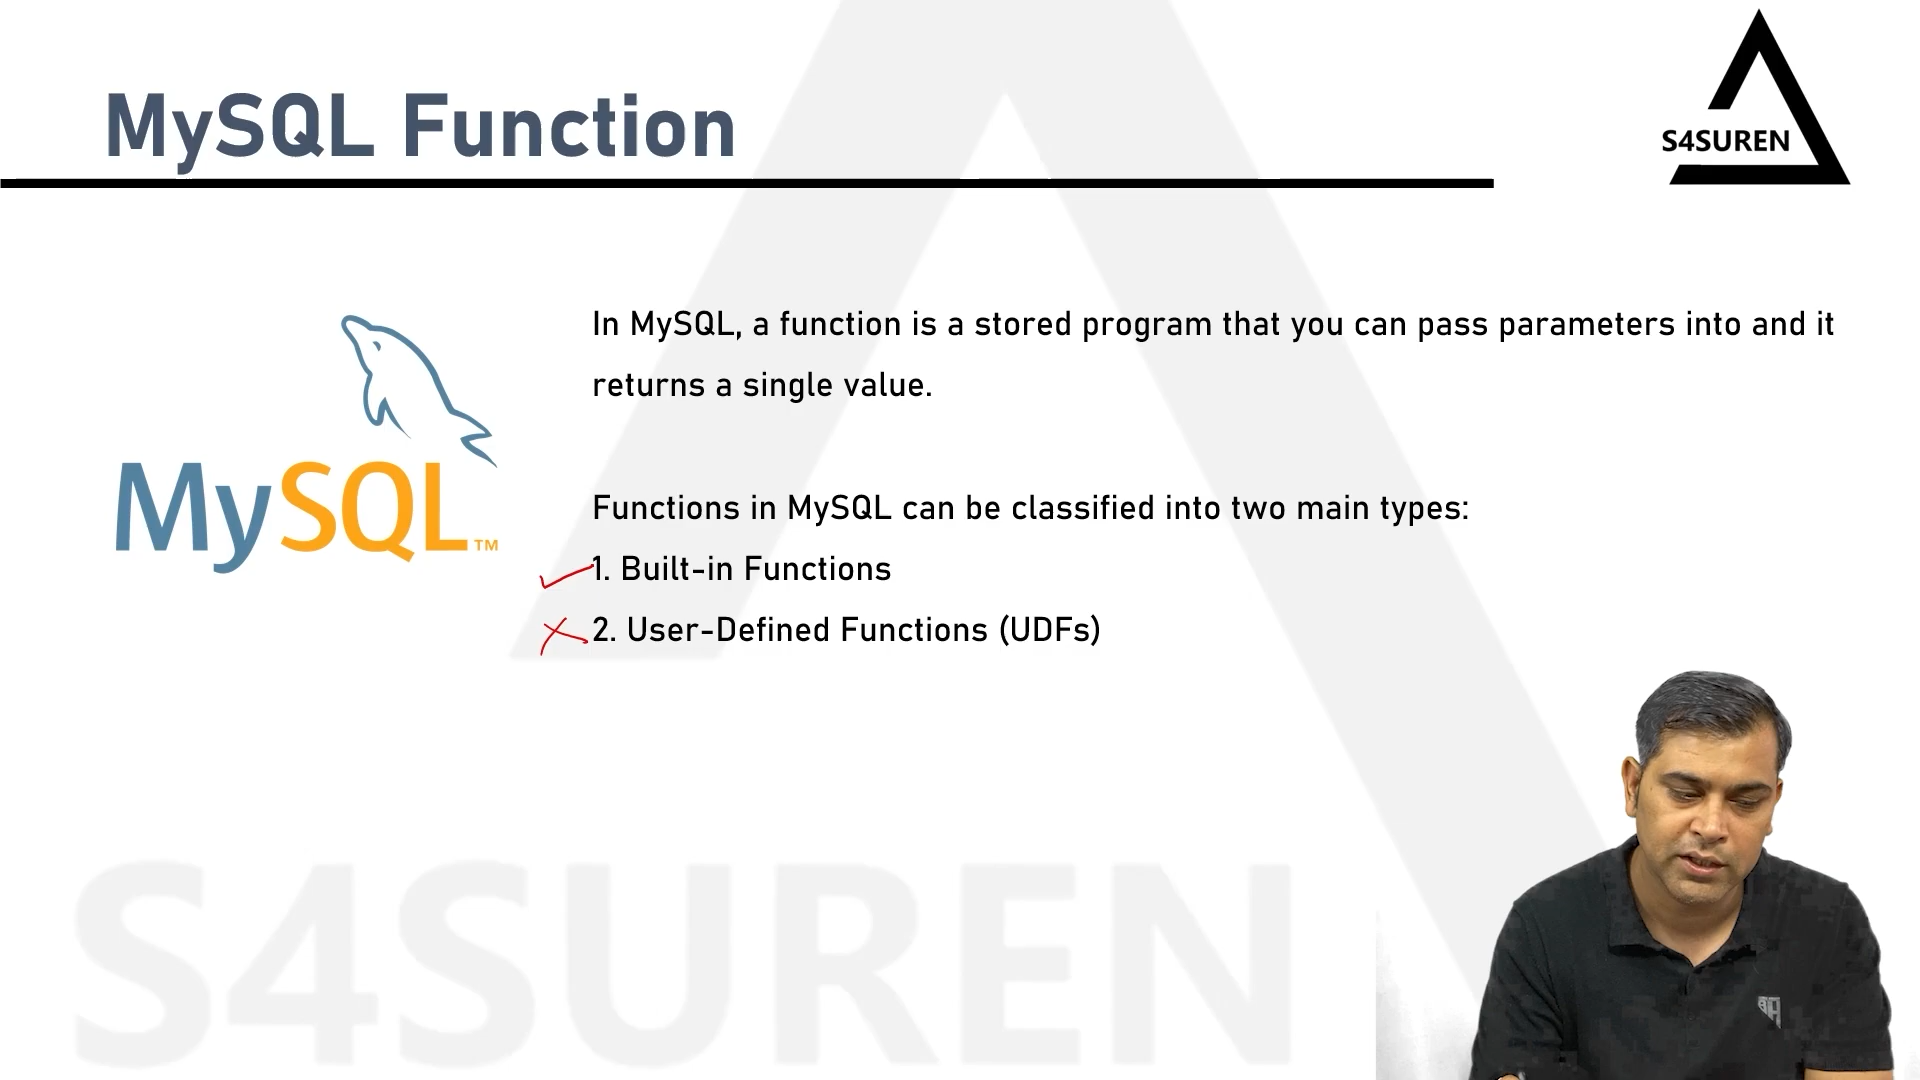 MySQL Function
S4SUREN
In MySQL, a function is a stored program that you can pass parameters into and it
returns a single value.
MySQL™
Functions in MySQL can be classified into two main types:
1. Built-in Functions
2. User-Defined Functions (UDFs)
S4SUREN